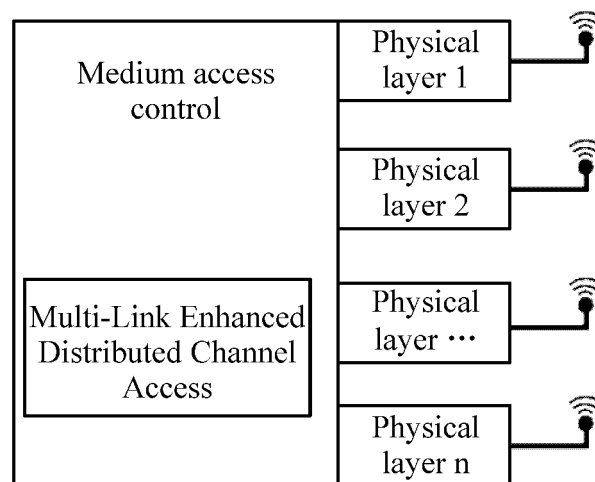 Medium access
control
Multi-Link Enhanced
Distributed Channel
Access
Physical
layer 1
Physical
layer 2
Physical
layer ···
Physical
layer n